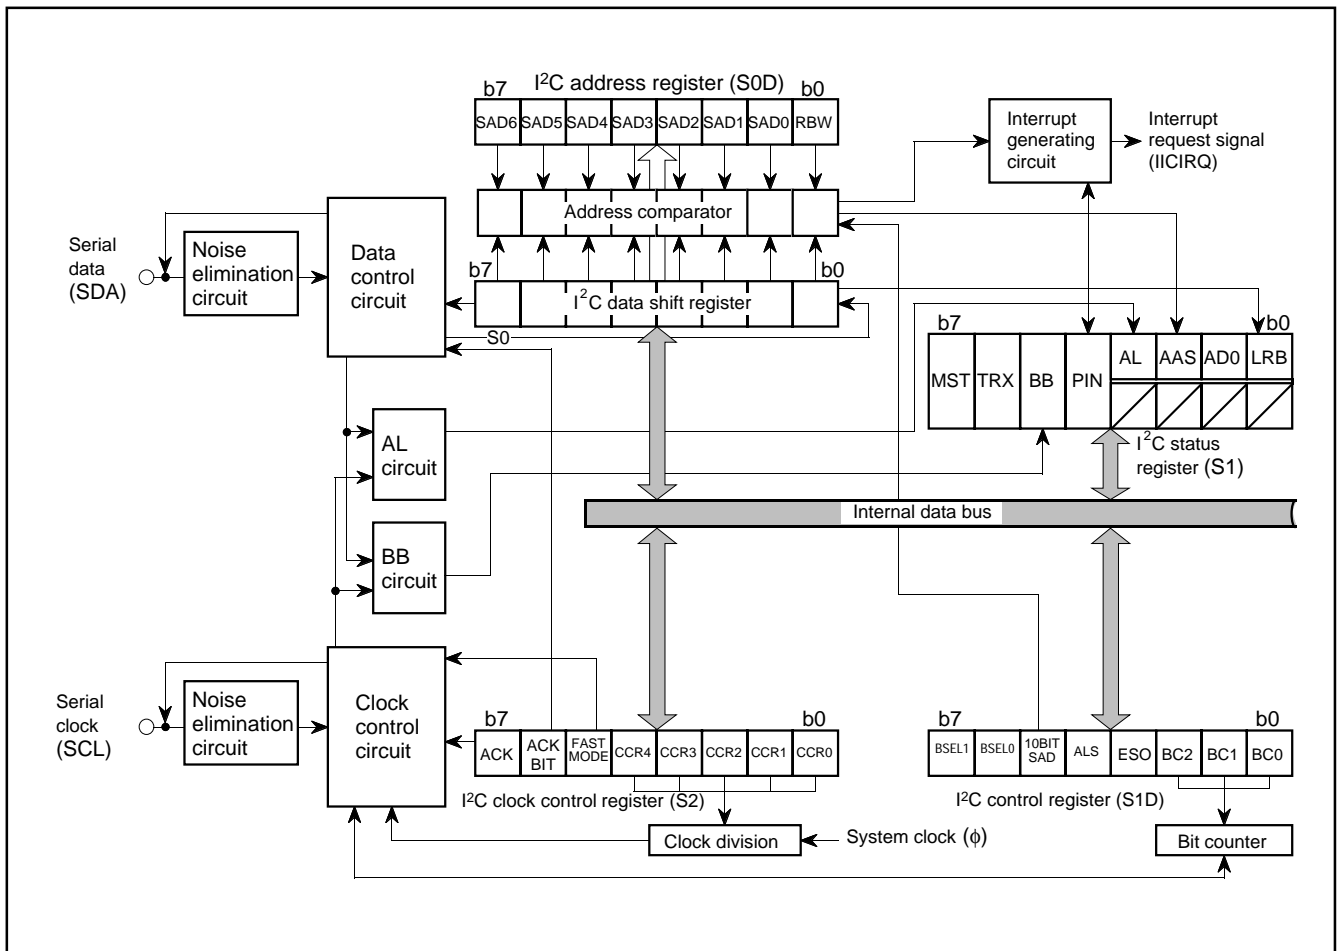 I²C address register (S0D)
b7 b0
SAD6 SAD5 SAD4 SAD3 SAD2 SAD1 SAD0 RBW
Interrupt
generating
circuit
Interrupt
request signal
(IICIRQ)
Address comparator
Serial
data
(SDA)
Noise
elimination
circuit
Data
control
circuit
b7 b0
I²C data shift register
S0
b7 b0
MST TRX BB PIN AL AAS AD0 LRB
I²C status
register (S1)
AL
circuit
Internal data bus
BB
circuit
Serial
clock
(SCL)
Noise
elimination
circuit
Clock
control
circuit
b7 b0
ACK ACK BIT FAST MODE CCR4 CCR3 CCR2 CCR1 CCR0
I²C clock control register (S2)
b7 b0
BSEL1 BSEL0 10BIT SAD ALS ESO BC2 BC1 BC0
I²C control register (S1D)
Clock division
System clock (ϕ)
Bit counter